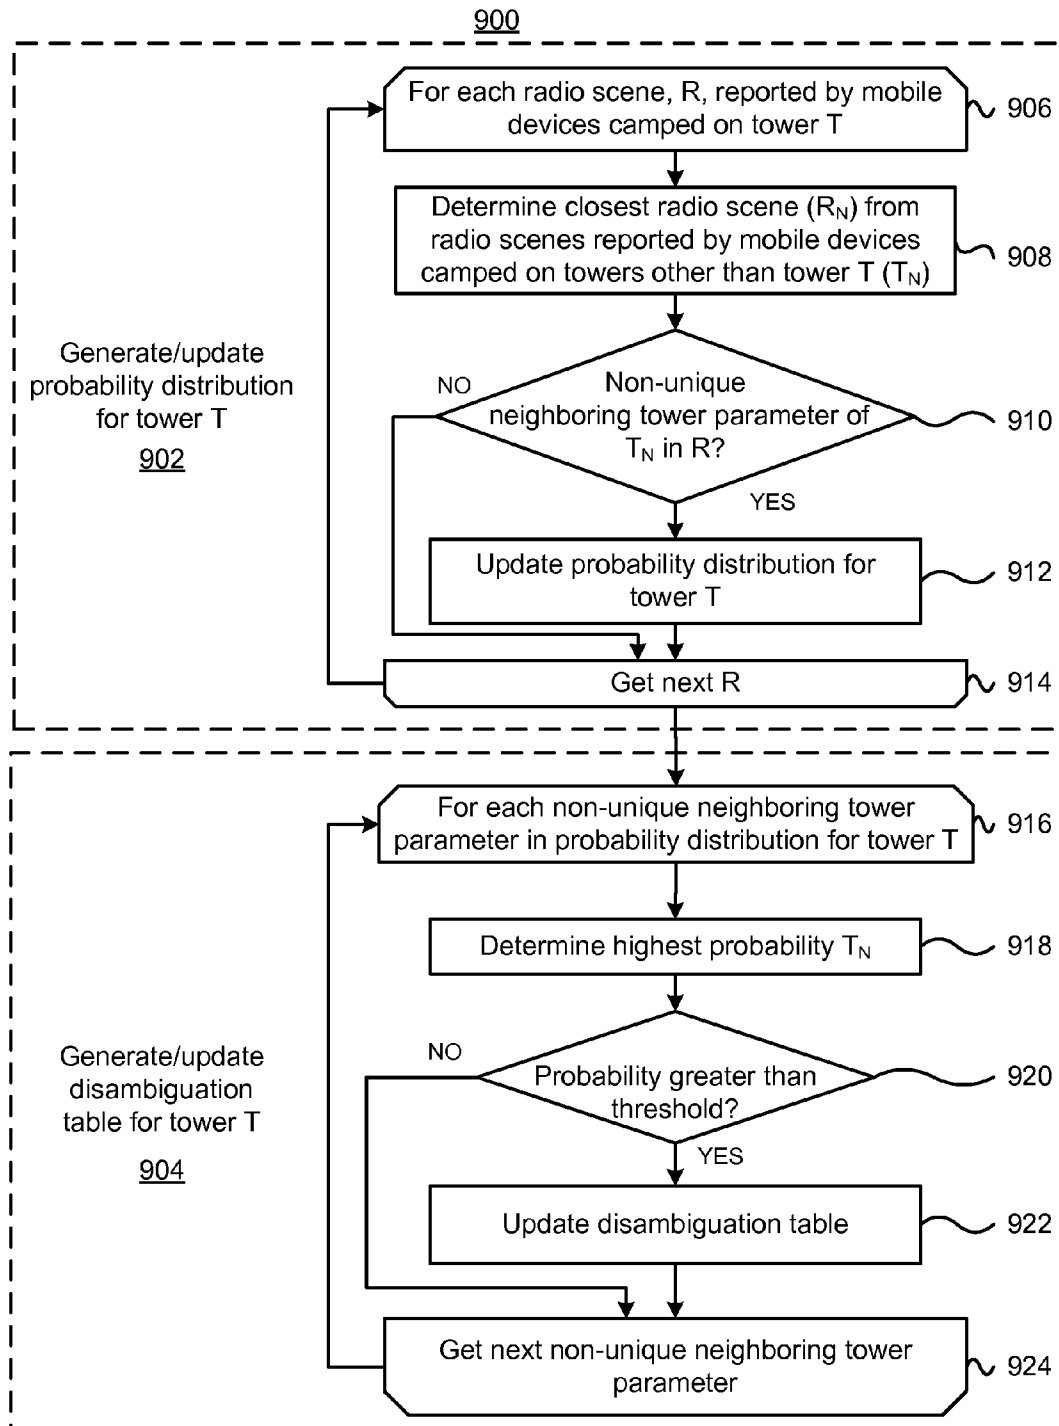 900
For each radio scene, R, reported by mobile
devices camped on tower T
906
Determine closest radio scene (RN) from
radio scenes reported by mobile devices
camped on towers other than tower T (TN)
908
Generate/update
probability distribution
for tower T
902
NO
Non-unique
neighboring tower parameter of
TN in R?
910
YES
Update probability distribution for
tower T
912
Get next R
914
For each non-unique neighboring tower
parameter in probability distribution for tower T
916
Determine highest probability TN
918
Generate/update
disambiguation
table for tower T
904
NO
Probability greater than
threshold?
920
YES
Update disambiguation table
922
Get next non-unique neighboring tower
parameter
924